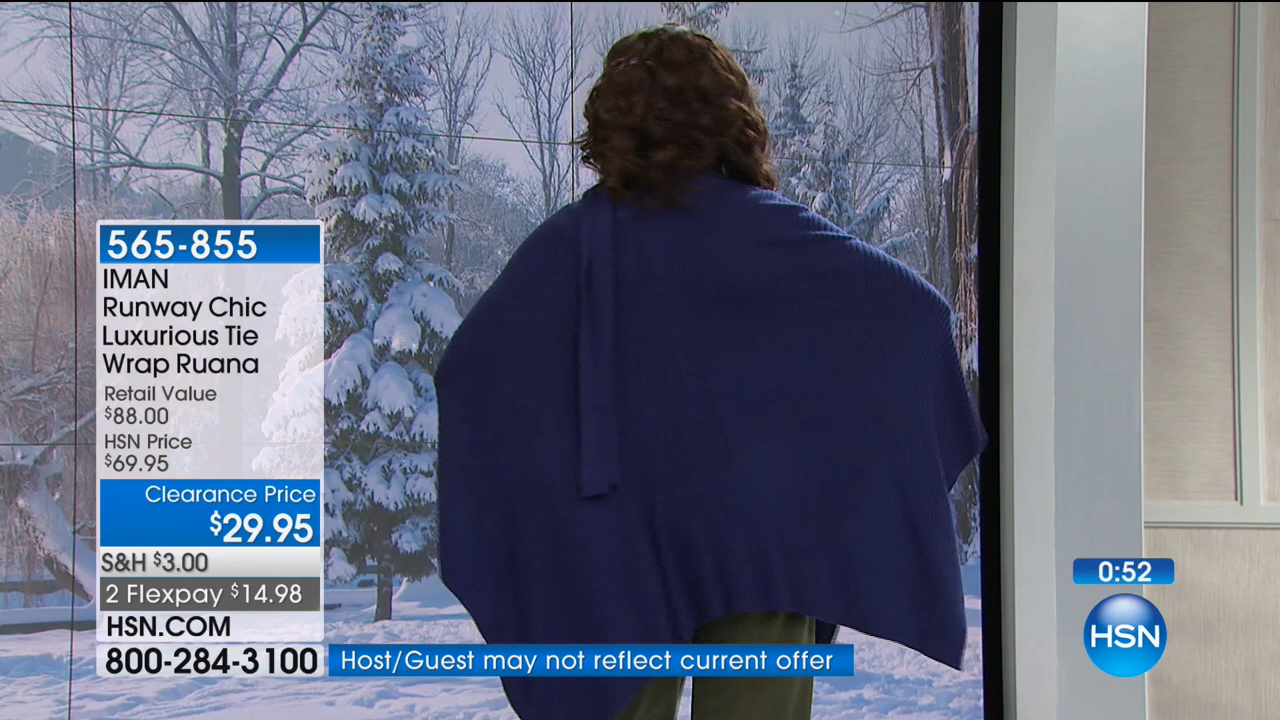 565-855
IMAN
Runway Chic
Luxurious Tie
Wrap Ruana
Retail Value
$88.00
HSN Price
$69.95
Clearance Price
$29.95
S&H $3.00
2 Flexpay $14.98
HSN.COM
800-284-3100
Host/Guest may not reflect current offer
0:52
HSN